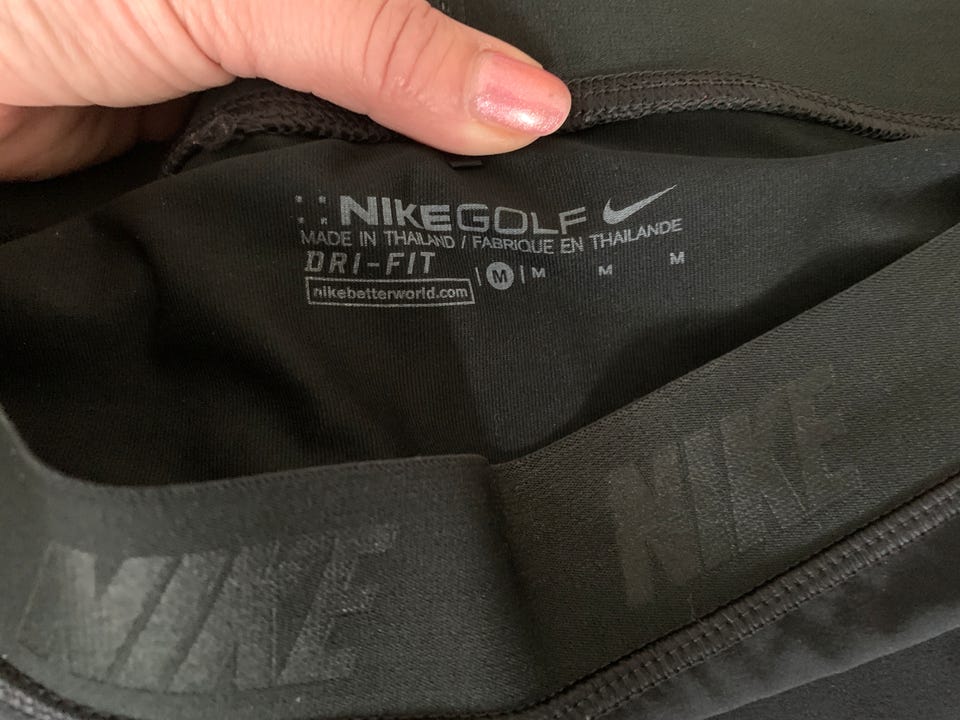 NIKEGOLF
MADE IN THAILAND / FABRIQUE EN THAILANDE
DRI-FIT
| M | M M M
nikebetterworld.com
NIKE
NIKE